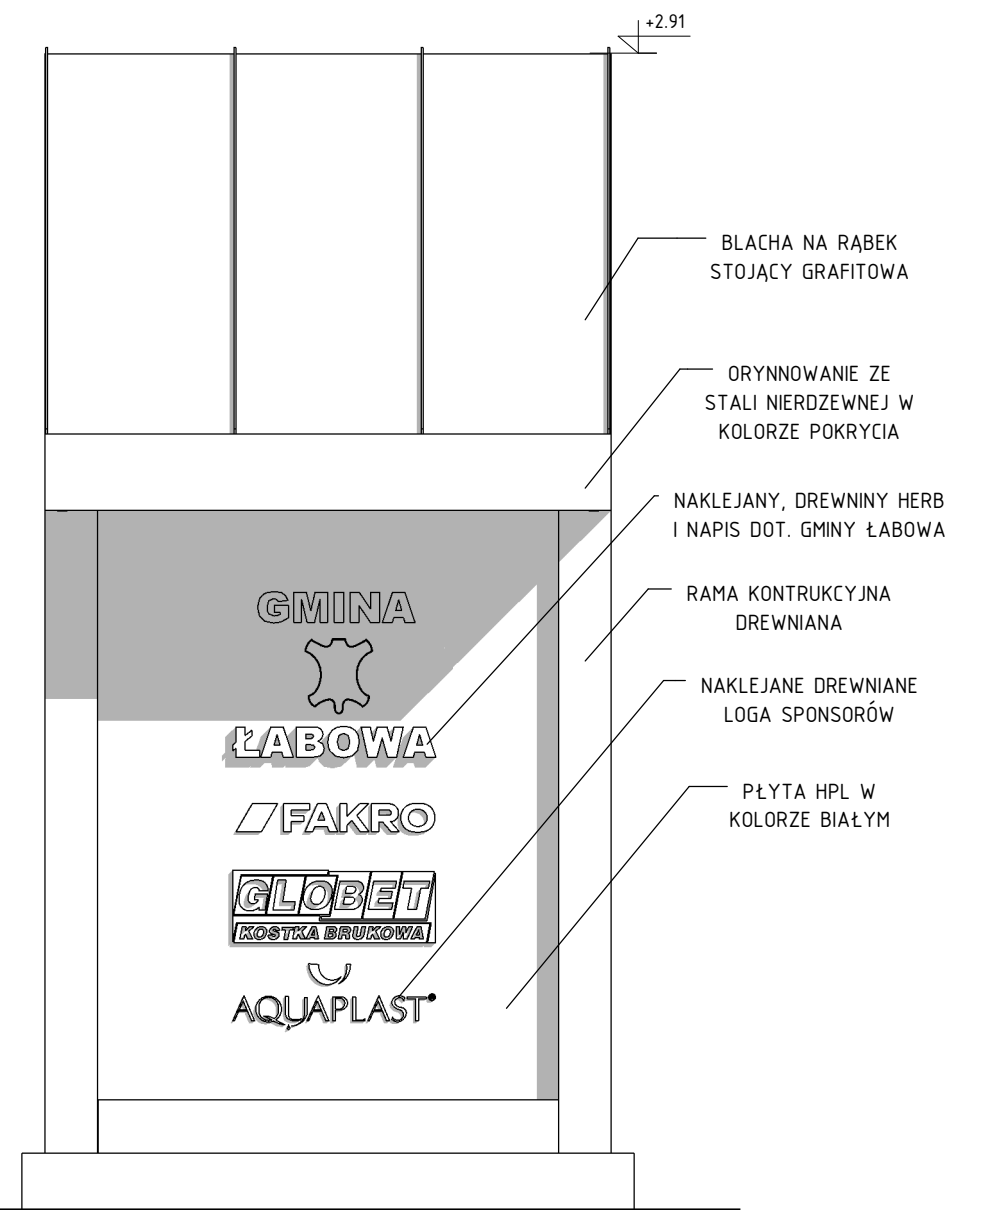 +2.91
BLACHA NA RĄBEK
STOJĄCY GRAFITOWA
ORYNNOWANIE ZE
STALI NIERDZEWNEJ W
KOLORZE POKRYCIA
NAKLEJANY, DREWNINY HERB
I NAPIS DOT. GMINY ŁABOWA
RAMA KONTRUKCYJNA
DREWNIANA
NAKLEJANE DREWNIANE
LOGA SPONSORÓW
PŁYTA HPL W
KOLORZE BIAŁYM
GMINA
ŁABOWA
FAKRO
GLOBET
KOSTKA BRUKOWA
AQUAPLAST